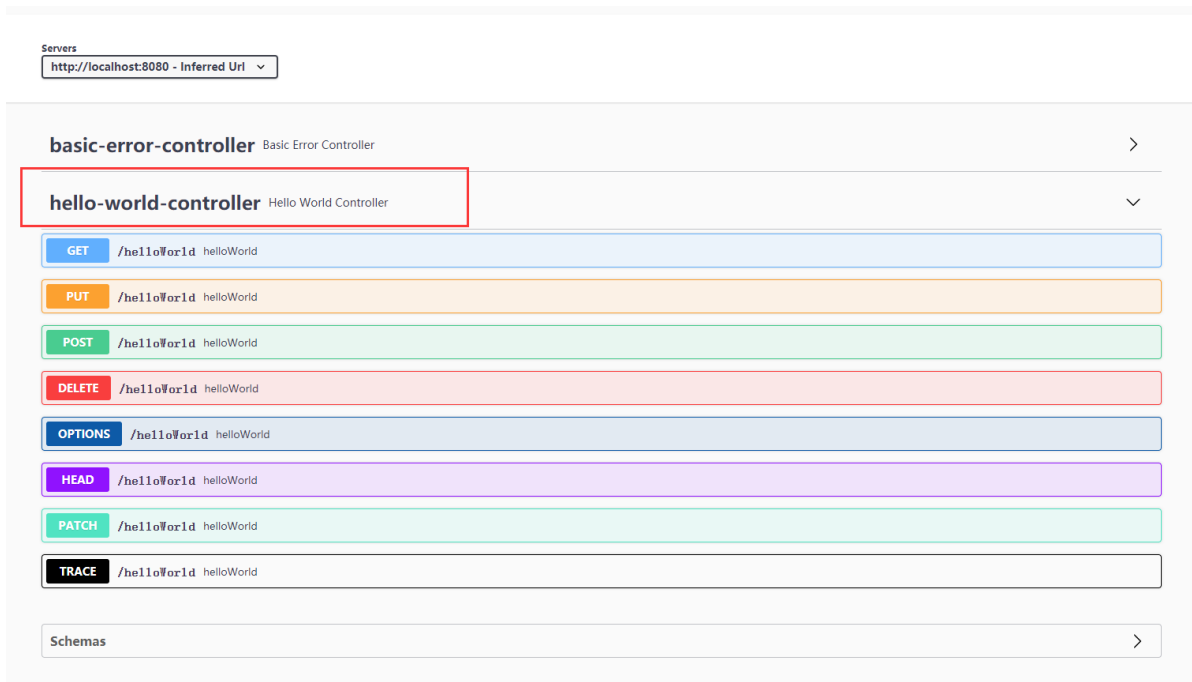 Servers
http://localhost:8080 - Inferred Url
basic-error-controller Basic Error Controller
hello-world-controller Hello World Controller
GET /helloWorld helloWorld
PUT /helloWorld helloWorld
POST /helloWorld helloWorld
DELETE /helloWorld helloWorld
OPTIONS /helloWorld helloWorld
HEAD /helloWorld helloWorld
PATCH /helloWorld helloWorld
TRACE /helloWorld helloWorld
Schemas